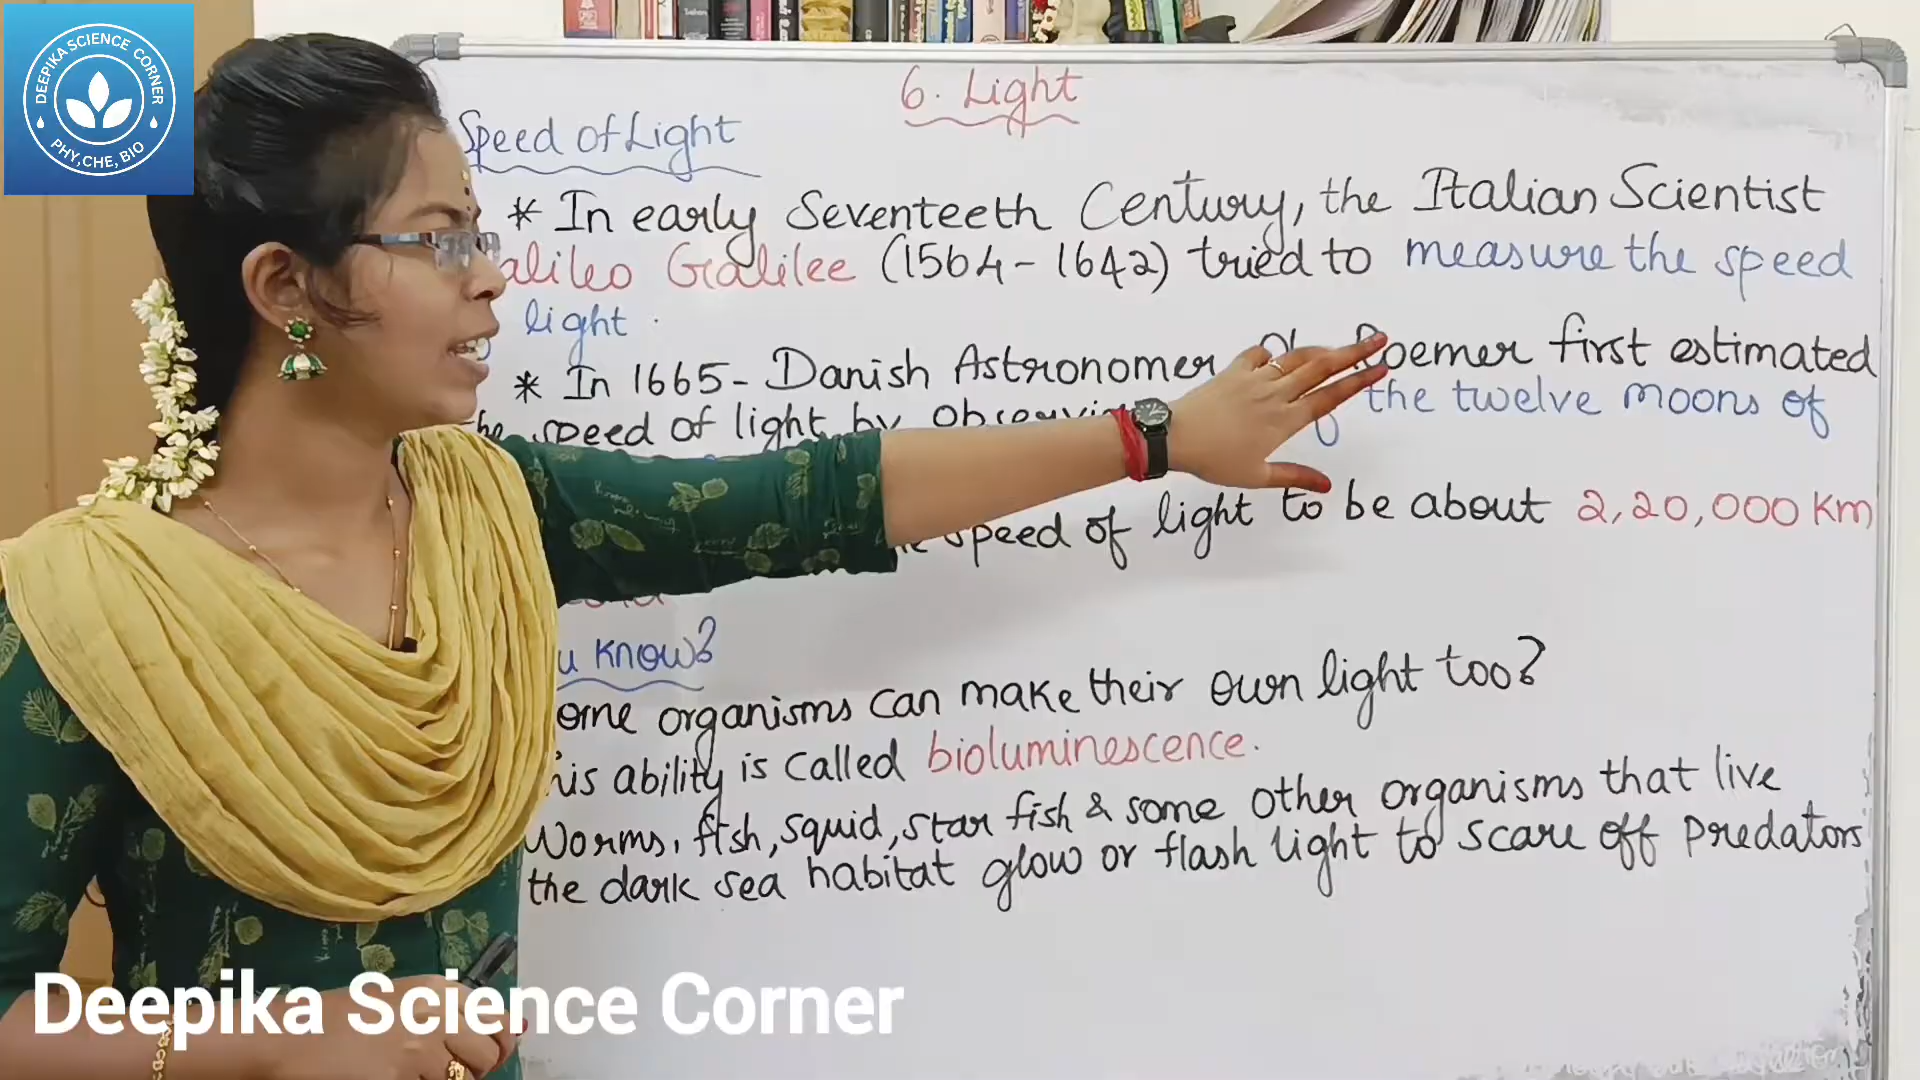 DEEPIKA SCIENCE CORNER
PHY,CHE, BIO
6. Light
Speed of Light
* In early Seventeeth Century, the Italian Scientist
Galilee (1564-1642) tried to measure the speed
light.
* In 1665- Danish Astronomer Roemer first estimated
speed of light by the twelve moons of
speed of light to be about 2,20,000 Km
know?
organisms can make their own light too?
ability is called bioluminescence.
Worms, fish, squid, star fish & some other organisms that live
the dark sea habitat glow or flash light to scare off predators
Deepika Science Corner